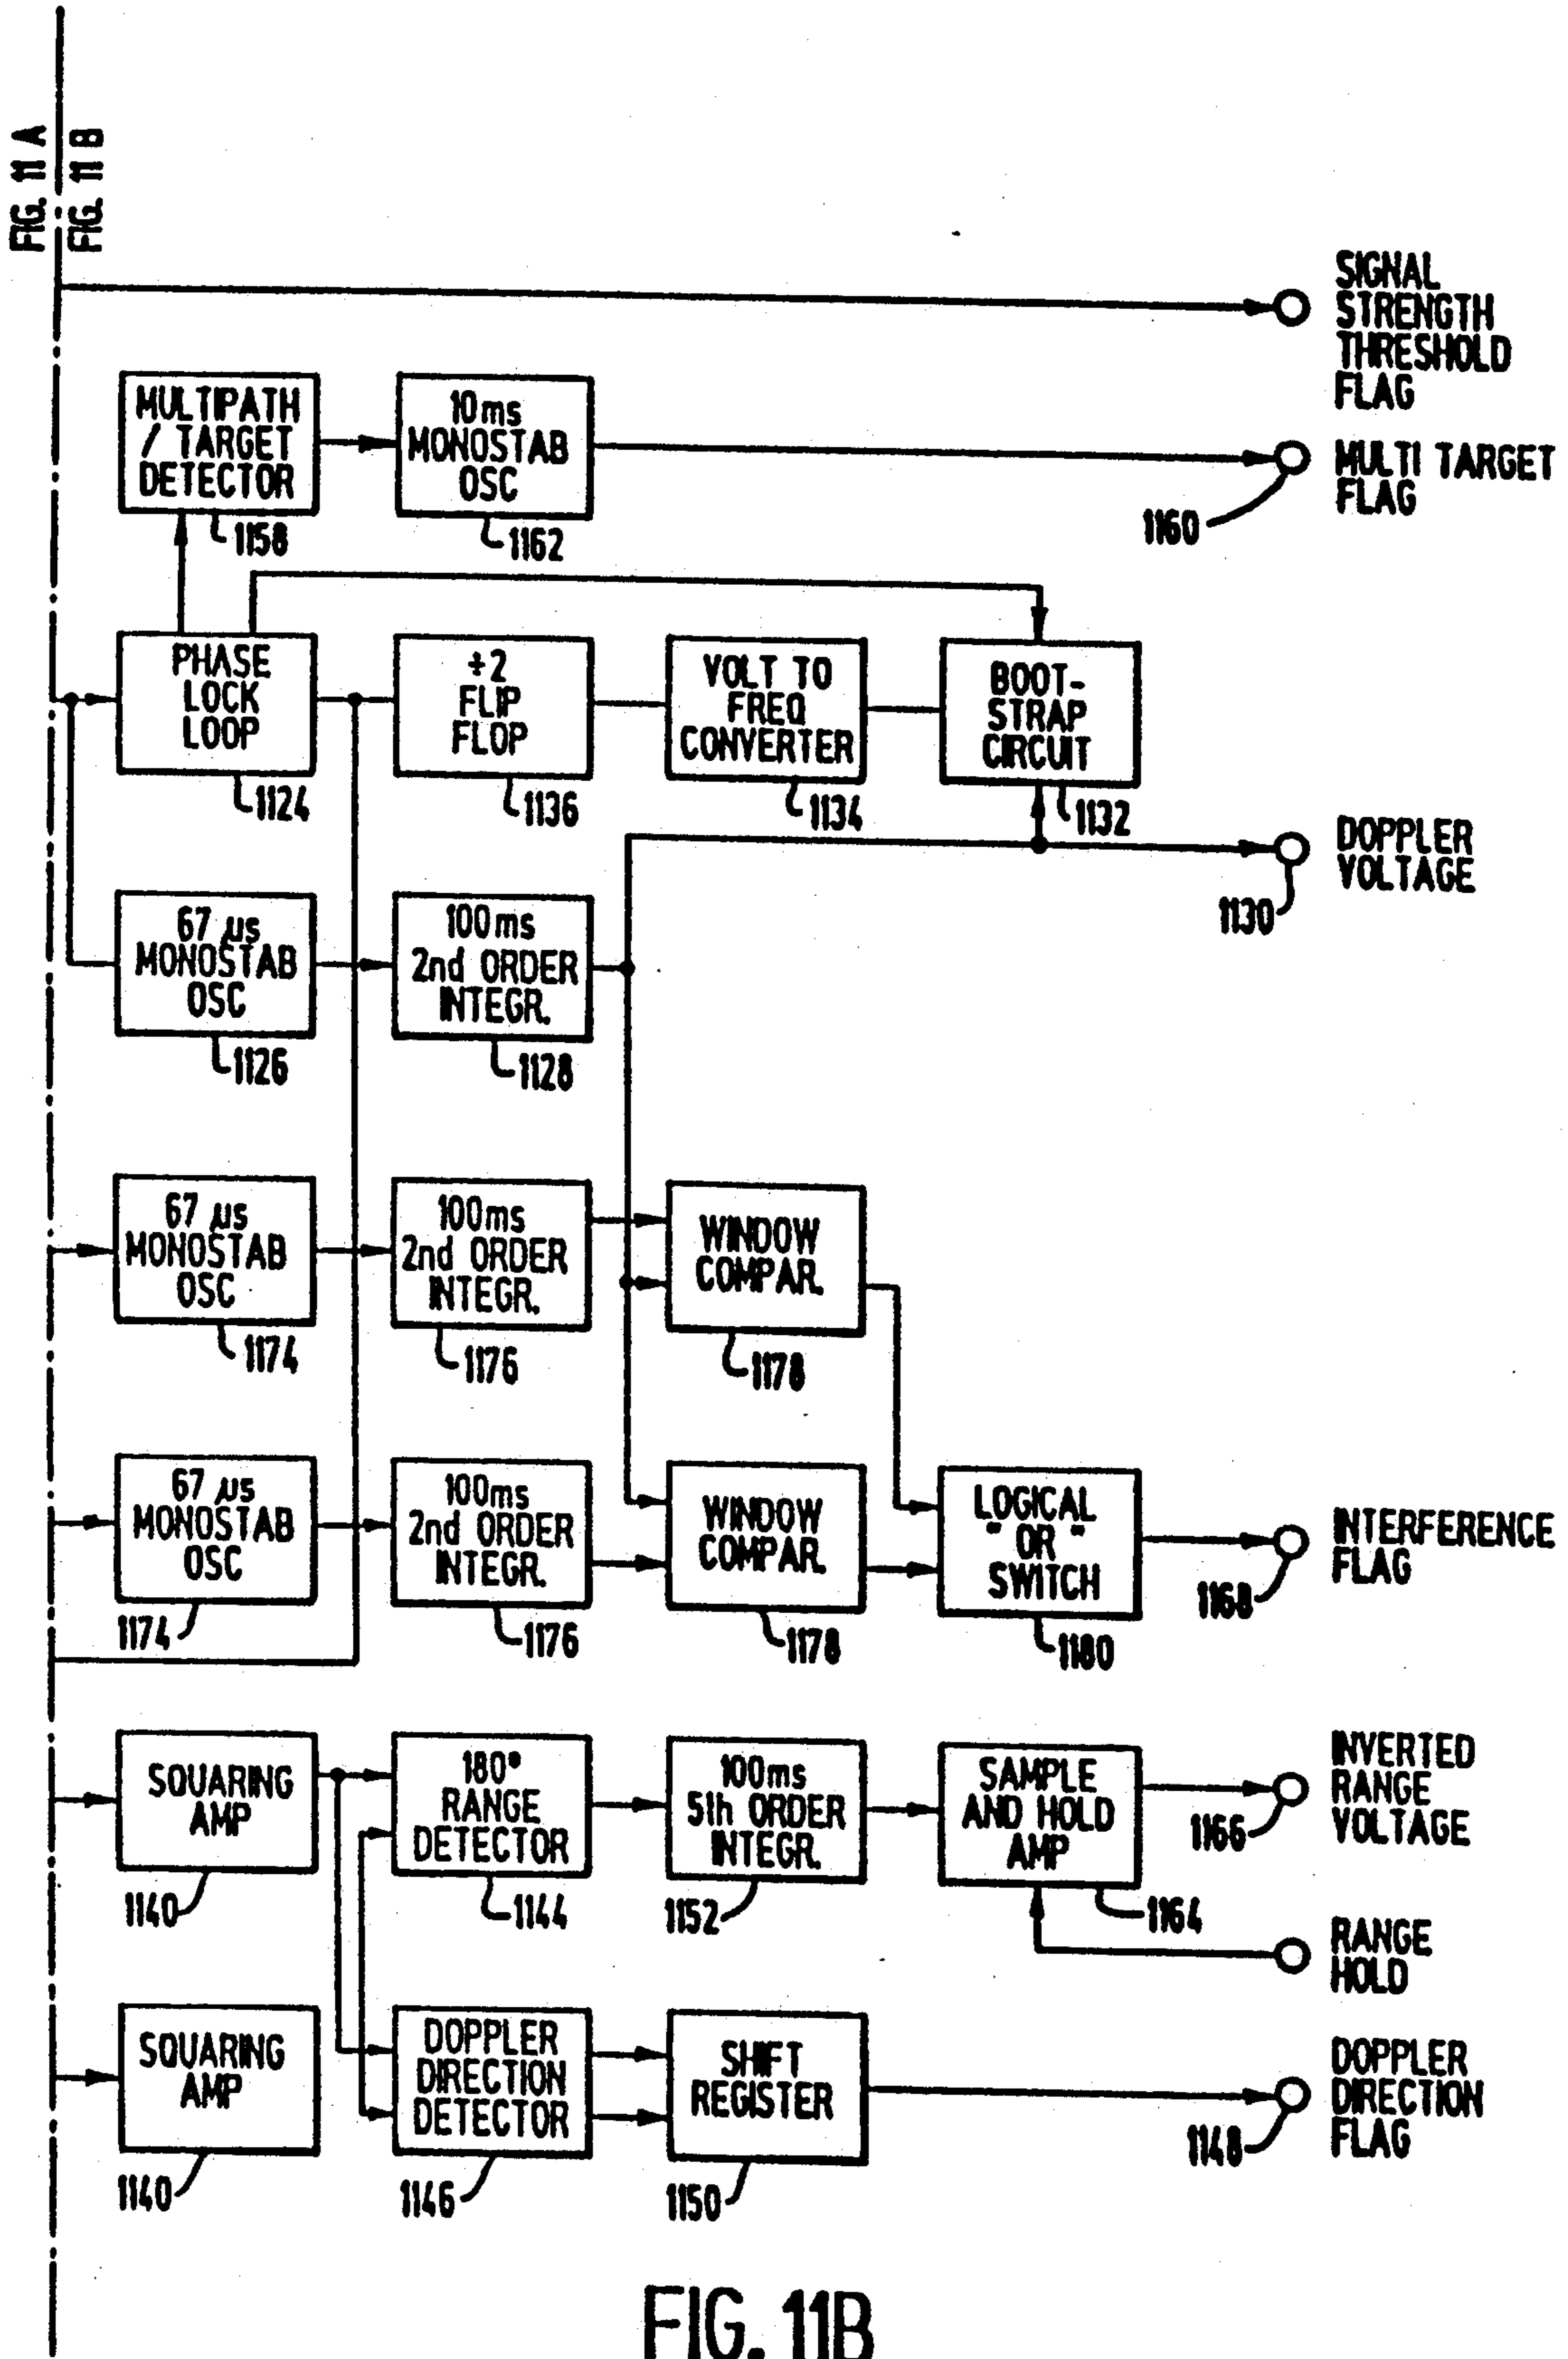 FIG. 11 A
FIG. 11 B
SIGNAL
STRENGTH
THRESHOLD
FLAG
MULTIPATH
/ TARGET
DETECTOR
1158
10ms
MONOSTAB
OSC
1162
MULTI TARGET
FLAG
1160
PHASE
LOCK
LOOP
1124
÷2
FLIP
FLOP
1136
VOLT TO
FREQ
CONVERTER
1134
BOOT-
STRAP
CIRCUIT
1132
DOPPLER
VOLTAGE
1130
67 µs
MONOSTAB
OSC
1126
100ms
2nd ORDER
INTEGR.
1128
67 µs
MONOSTAB
OSC
1174
100ms
2nd ORDER
INTEGR.
1176
WINDOW
COMPAR.
1178
67 µs
MONOSTAB
OSC
1174
100ms
2nd ORDER
INTEGR.
1176
WINDOW
COMPAR.
1178
LOGICAL
"OR"
SWITCH
1180
INTERFERENCE
FLAG
1168
SQUARING
AMP
1140
180°
RANGE
DETECTOR
1144
100ms
5th ORDER
INTEGR.
1152
SAMPLE
AND HOLD
AMP
1164
INVERTED
RANGE
VOLTAGE
1166
RANGE
HOLD
SQUARING
AMP
1140
DOPPLER
DIRECTION
DETECTOR
1146
SHIFT
REGISTER
1150
DOPPLER
DIRECTION
FLAG
1148
FIG. 11B